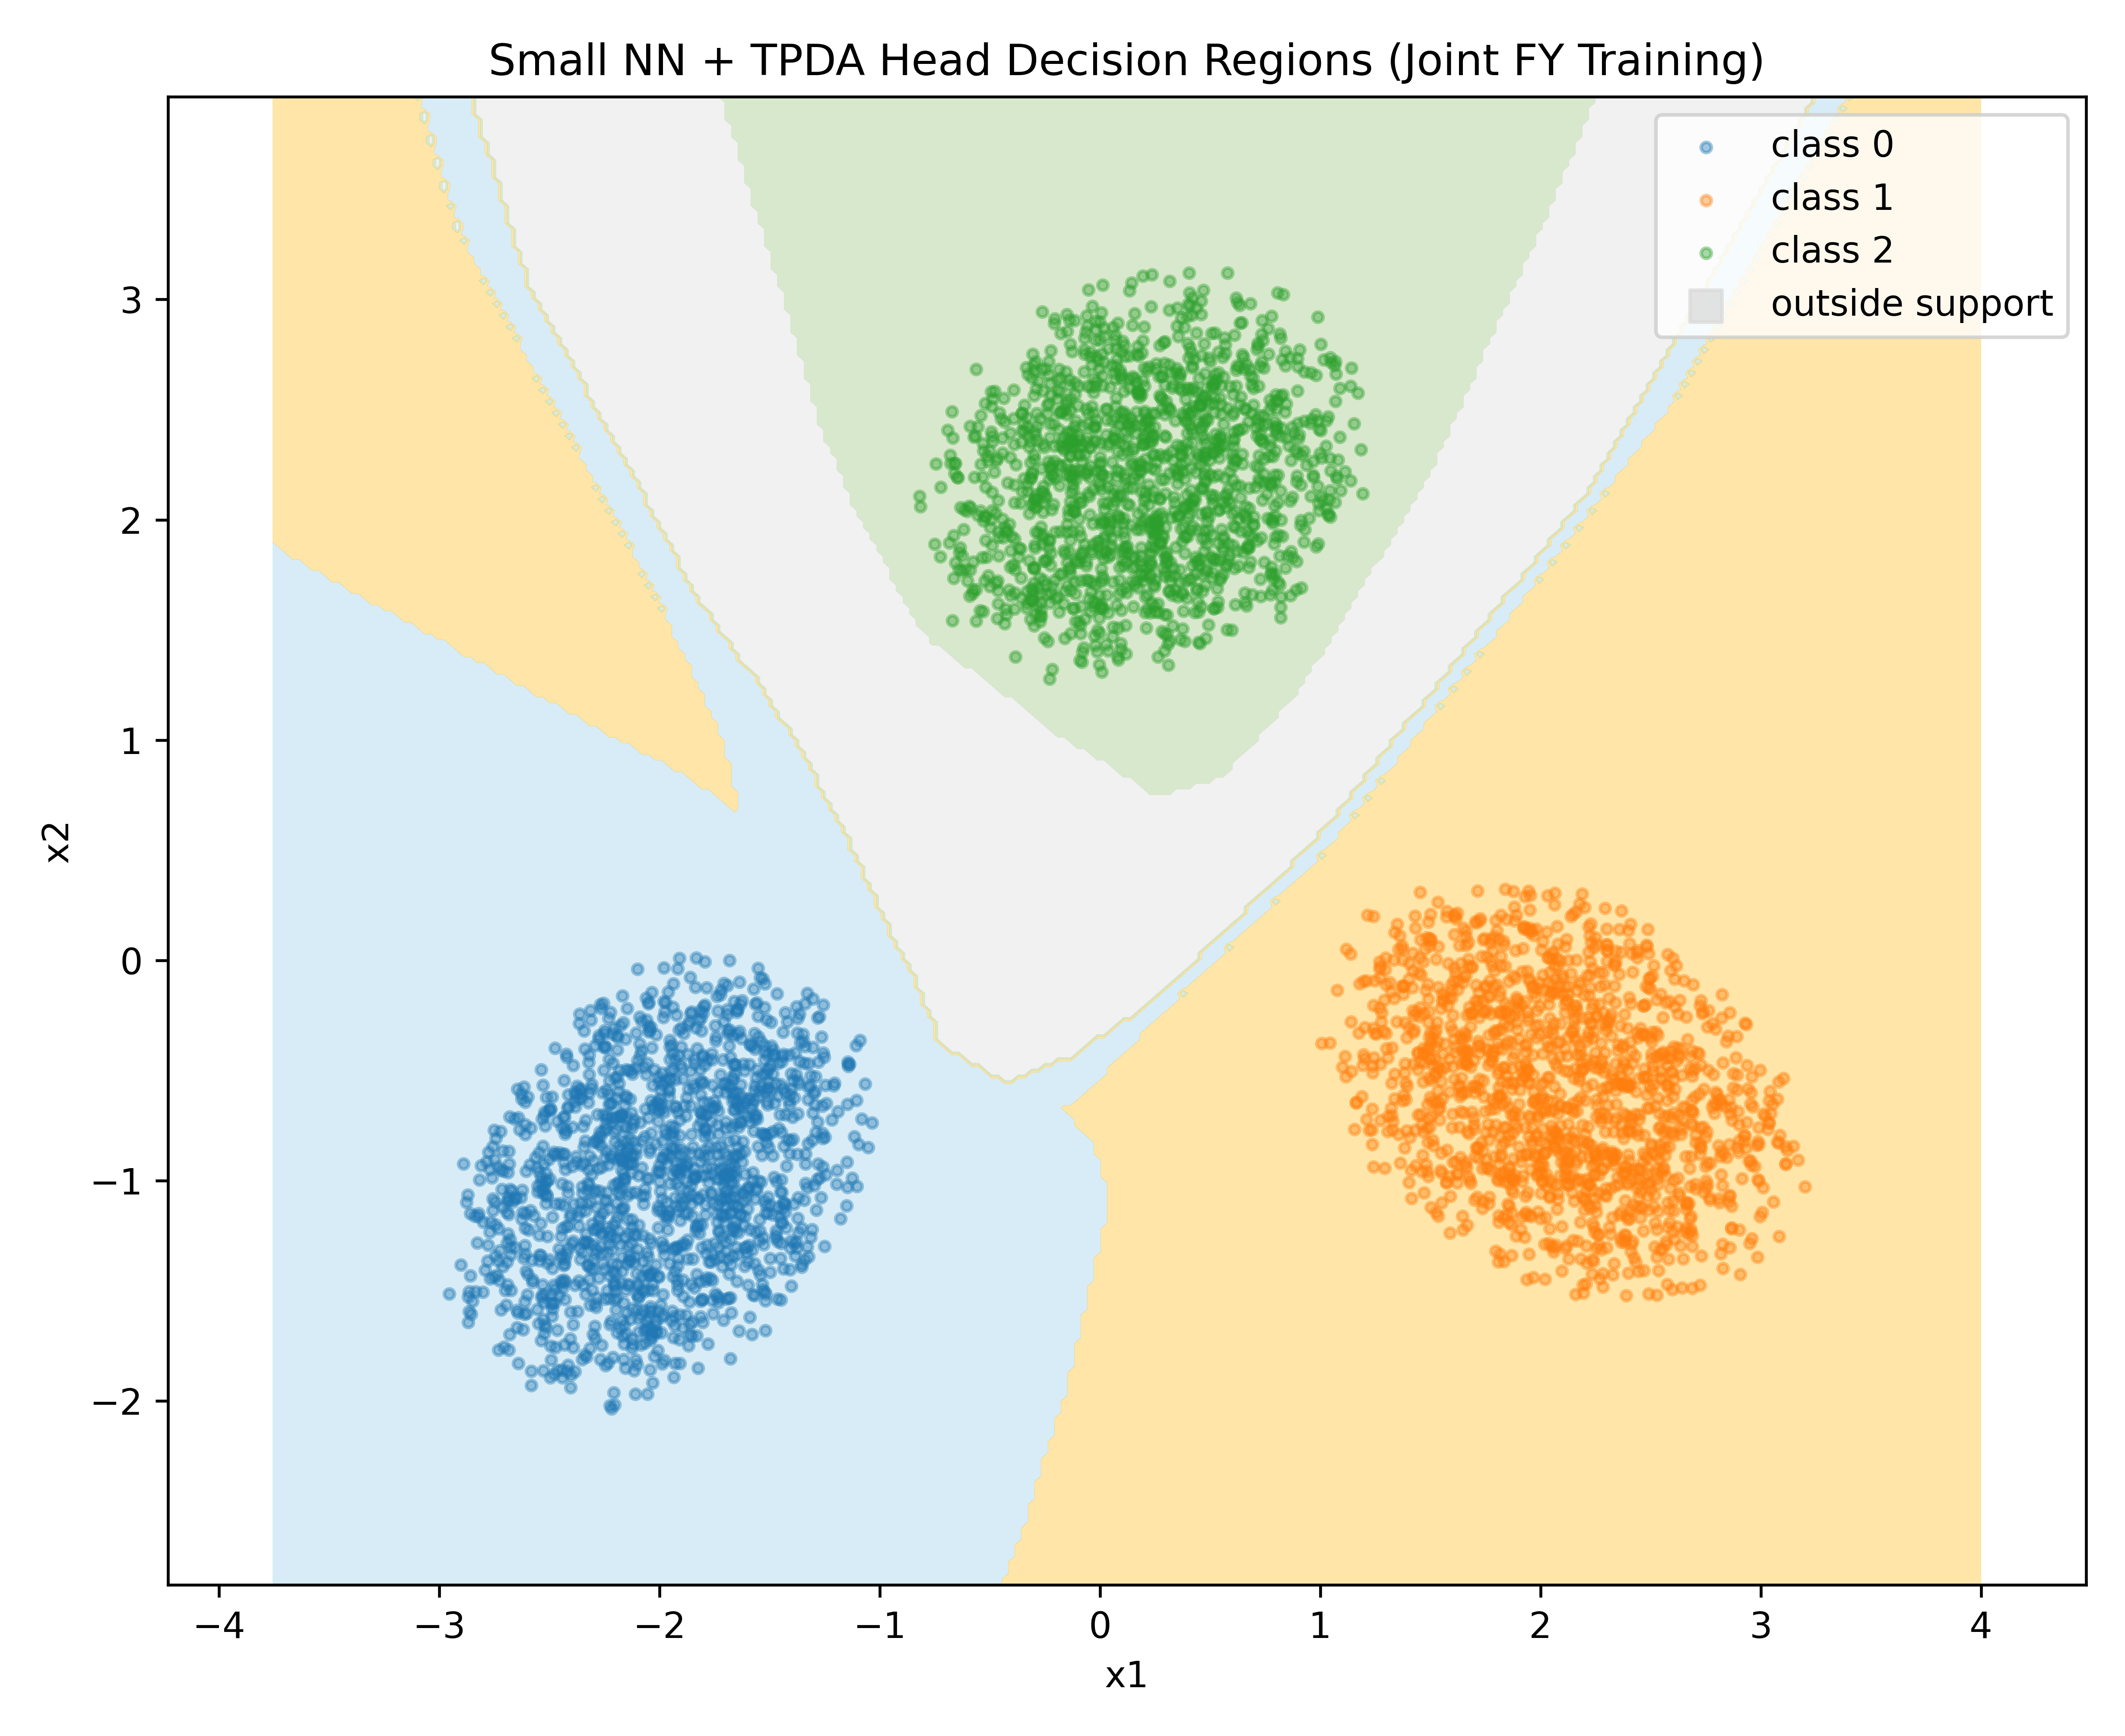 Small NN + TPDA Head Decision Regions (Joint FY Training)
class 0
class 1
class 2
outside support
3
2
1
0
−1
−2
x2
−4
−3
−2
−1
0
1
2
3
4
x1